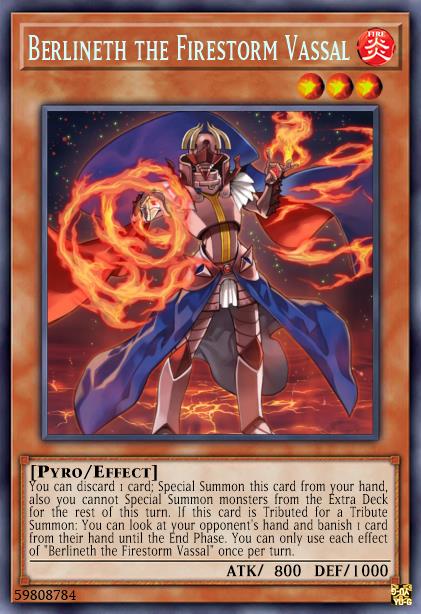 BERLINETH THE FIRESTORM VASSAL
FIRE
炎
[PYRO/EFFECT]
You can discard 1 card; Special Summon this card from your hand,
also you cannot Special Summon monsters from the Extra Deck
for the rest of this turn. If this card is Tributed for a Tribute
Summon: You can look at your opponent's hand and banish 1 card
from their hand until the End Phase. You can only use each effect
of "Berlineth the Firestorm Vassal" once per turn.
ATK/ 800 DEF/1000
59808784